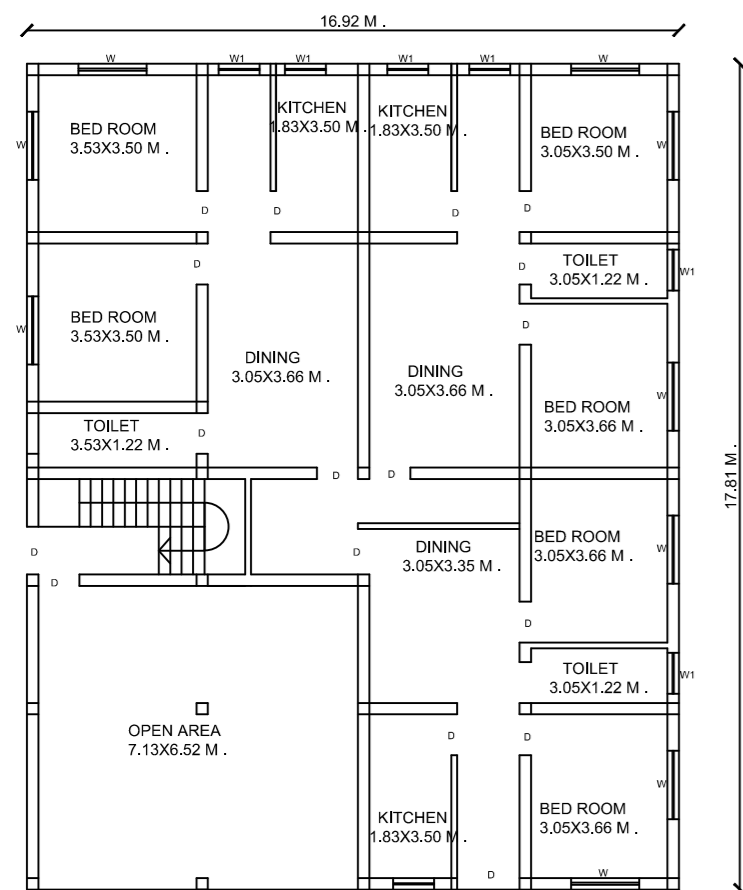 16.92 M .
W
W1
W1
W1
W1
W
KITCHEN
1.83X3.50 M .
KITCHEN
1.83X3.50 M .
BED ROOM
3.53X3.50 M .
BED ROOM
3.05X3.50 M .
W
W
D
D
D
D
D
D
TOILET
3.05X1.22 M .
W1
BED ROOM
3.53X3.50 M .
W
D
DINING
3.05X3.66 M .
DINING
3.05X3.66 M .
W
BED ROOM
3.05X3.66 M .
TOILET
3.53X1.22 M .
D
17.81 M .
D
D
BED ROOM
3.05X3.66 M .
W
DINING
3.05X3.35 M .
D
D
D
D
TOILET
3.05X1.22 M .
W1
OPEN AREA
7.13X6.52 M .
D
D
W
KITCHEN
1.83X3.50 M .
BED ROOM
3.05X3.66 M .
D
W